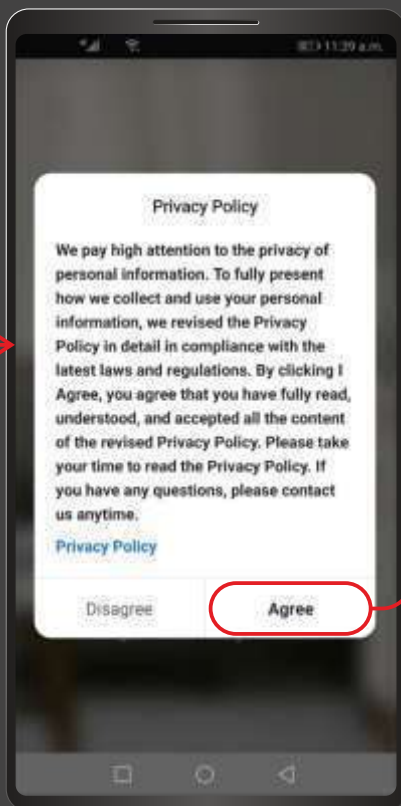 11:39 a.m.
Privacy Policy
We pay high attention to the privacy of
personal information. To fully present
how we collect and use your personal
information, we revised the Privacy
Policy in detail in compliance with the
latest laws and regulations. By clicking I
Agree, you agree that you have fully read,
understood, and accepted all the content
of the revised Privacy Policy. Please take
your time to read the Privacy Policy. If
you have any questions, please contact
us anytime.
Privacy Policy
Disagree
Agree